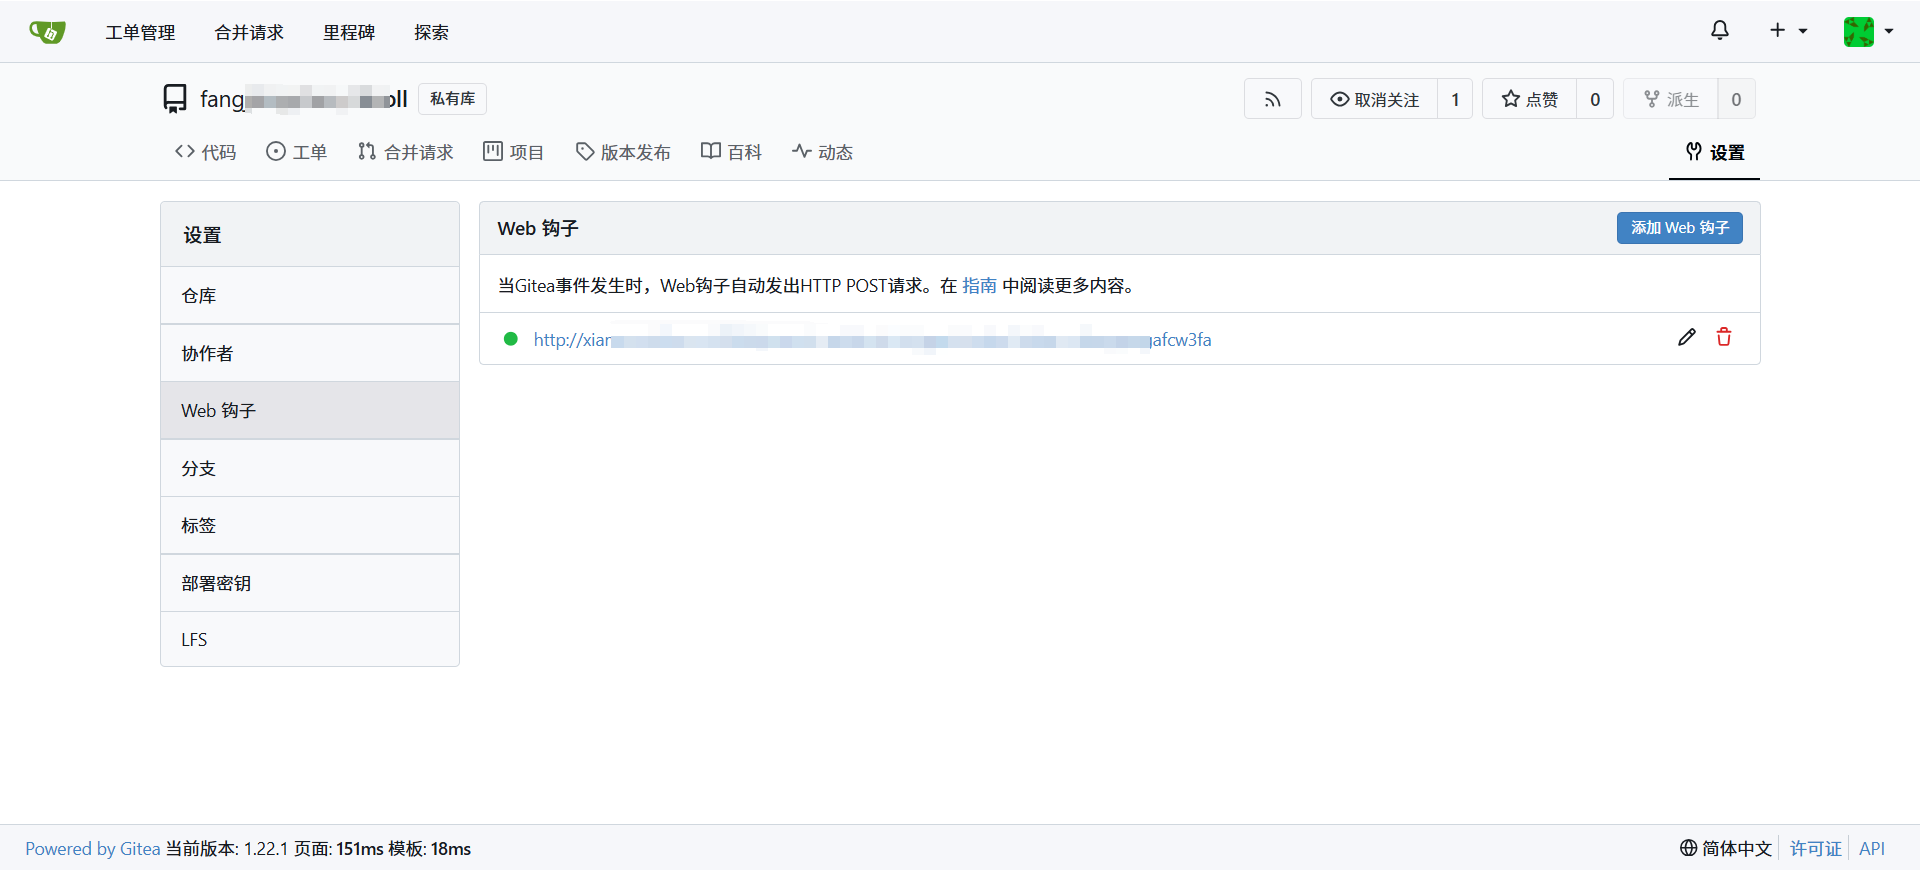 工单管理 合并请求 里程碑 探索
fang oll 私有库 取消关注 1 点赞 0 派生 0
代码 工单 合并请求 项目 版本发布 百科 动态 设置
设置
仓库
协作者
Web 钩子
分支
标签
部署密钥
LFS
Web 钩子 添加 Web 钩子
当Gitea事件发生时，Web钩子自动发出HTTP POST请求。在 指南 中阅读更多内容。
http://xian gafcw3fa
Powered by Gitea 当前版本: 1.22.1 页面: 151ms 模板: 18ms 简体中文 许可证 API